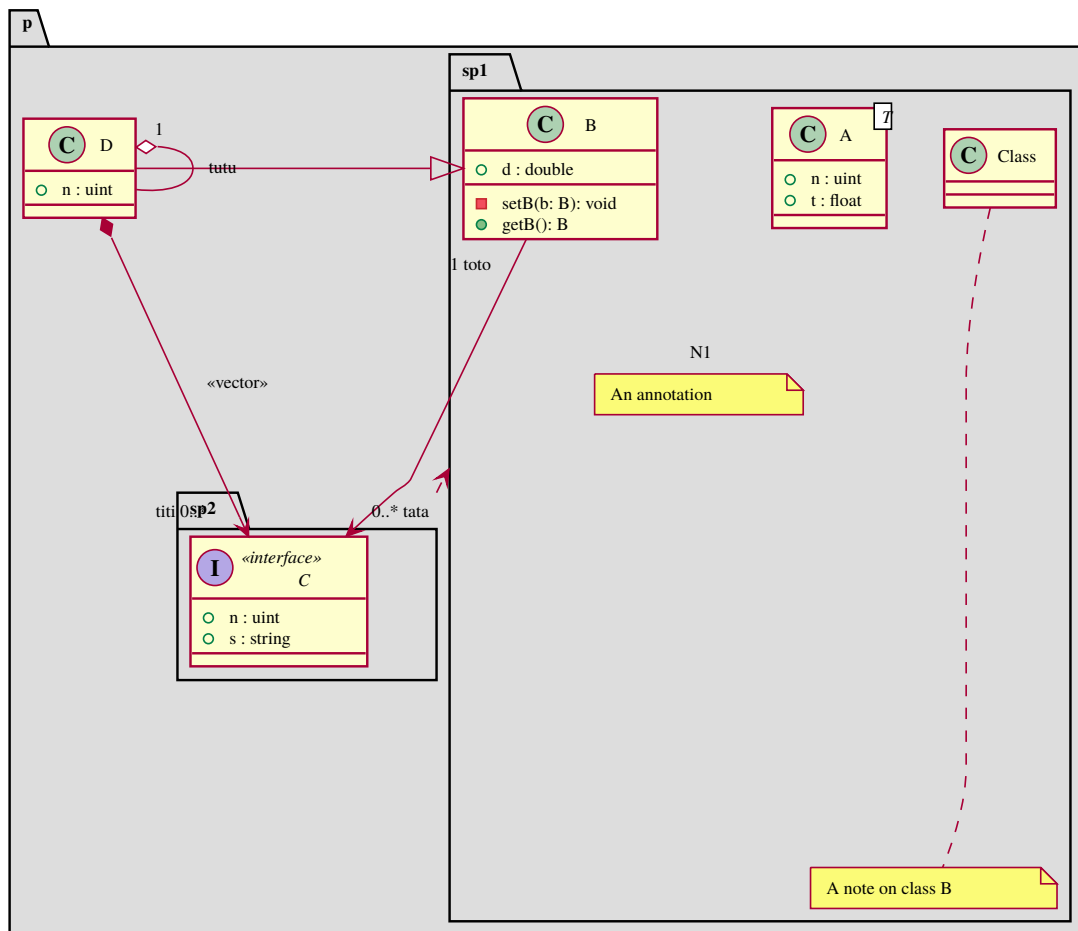 p
sp1
C D
n : uint
1
tutu
C B
d : double
setB(b: B): void
getB(): B
T
C A
n : uint
t : float
C Class
1 toto
N1
An annotation
«vector»
0..* tata
sp2
I «interface»
C
n : uint
s : string
A note on class B